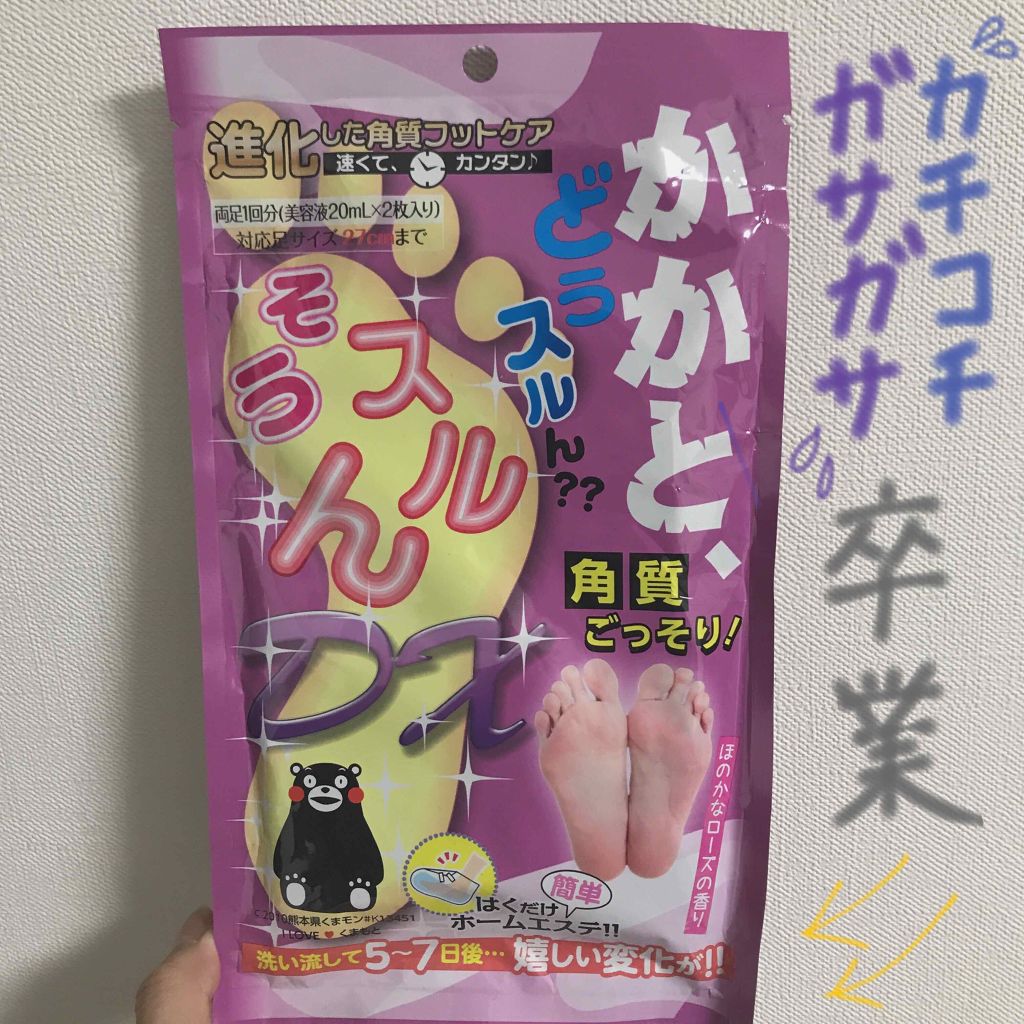 進化した角質フットケア
速くて、カンタン♪
両足1回分(美容液20mL×2枚入り)
対応足サイズ27cmまで
かかと、
どう
スル
ん??
そう
スル
ん
DX
角質
ごっそり!
ほのかなローズの香り
簡単
はくだけ
ホームエステ!!
C 2010熊本県くまモン#K13451
I LOVE ♥ くまもと
洗い流して5~7日後…嬉しい変化が!!
カチコチ
ガサガサ
卒業